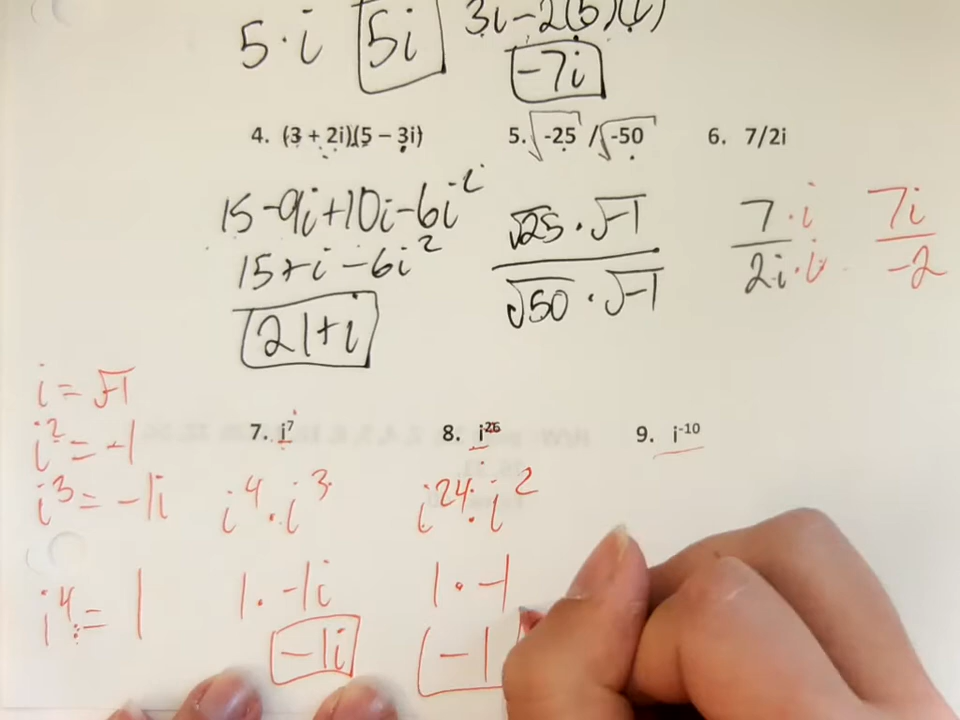 5 · i 5i 3i - 2(5)(i)
-7i
4. (3 + 2i)(5 – 3i) 5. √-25 /√-50 6. 7/2i
15 - 9i + 10i - 6i² √25 · √-1 7 · i 7i
15 + i - 6i² √50 · √-1 2i · i -2
21 + i
i = √-1
i² = -1 7. i⁷ 8. i²⁶ 9. i⁻¹⁰
i³ = -1i i⁴ · i³ i²⁴ · i²
i⁴ = 1 1 · -1i 1 · -1
-1i -1